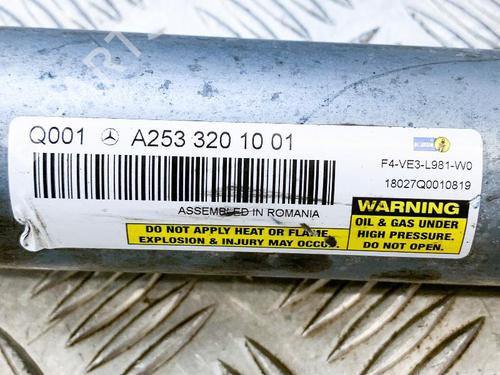 Q001 A253 320 10 01
F4-VE3-L981-W0
18027Q0010819
ASSEMBLED IN ROMANIA
DO NOT APPLY HEAT OR FLAME
EXPLOSION & INJURY MAY OCCUR
WARNING
OIL & GAS UNDER
HIGH PRESSURE.
DO NOT OPEN.